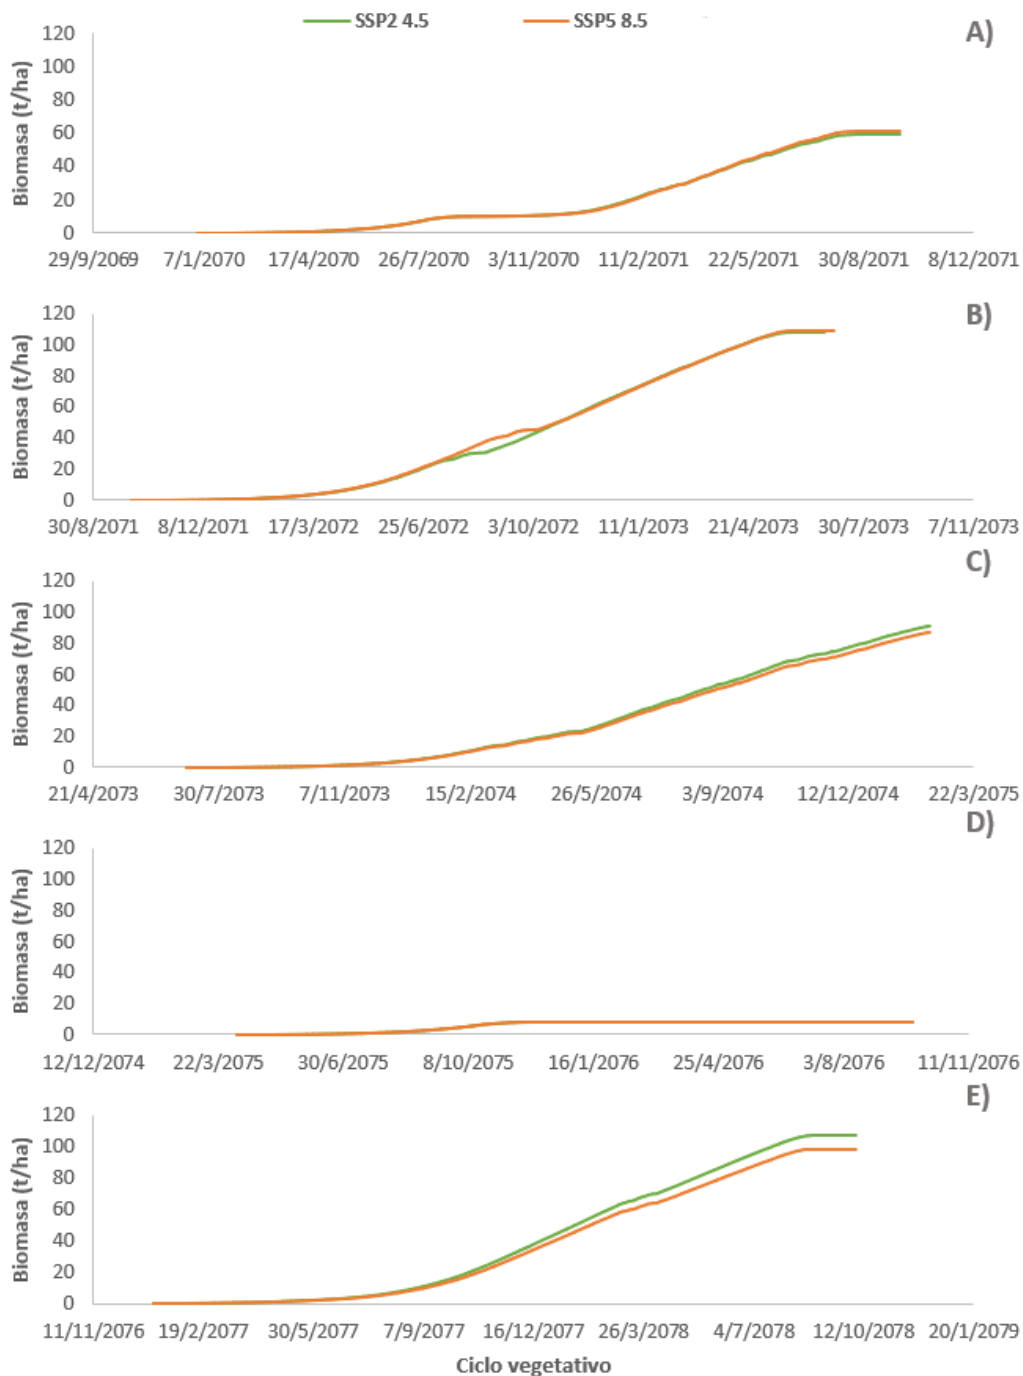 SSP2 4.5 SSP5 8.5
A)
Biomasa (t/ha)
120
100
80
60
40
20
0
29/9/2069 7/1/2070 17/4/2070 26/7/2070 3/11/2070 11/2/2071 22/5/2071 30/8/2071 8/12/2071
B)
Biomasa (t/ha)
120
100
80
60
40
20
0
30/8/2071 8/12/2071 17/3/2072 25/6/2072 3/10/2072 11/1/2073 21/4/2073 30/7/2073 7/11/2073
C)
Biomasa (t/ha)
120
100
80
60
40
20
0
21/4/2073 30/7/2073 7/11/2073 15/2/2074 26/5/2074 3/9/2074 12/12/2074 22/3/2075
D)
Biomasa (t/ha)
120
100
80
60
40
20
0
12/12/2074 22/3/2075 30/6/2075 8/10/2075 16/1/2076 25/4/2076 3/8/2076 11/11/2076
E)
Biomasa (t/ha)
120
100
80
60
40
20
0
11/11/2076 19/2/2077 30/5/2077 7/9/2077 16/12/2077 26/3/2078 4/7/2078 12/10/2078 20/1/2079
Ciclo vegetativo